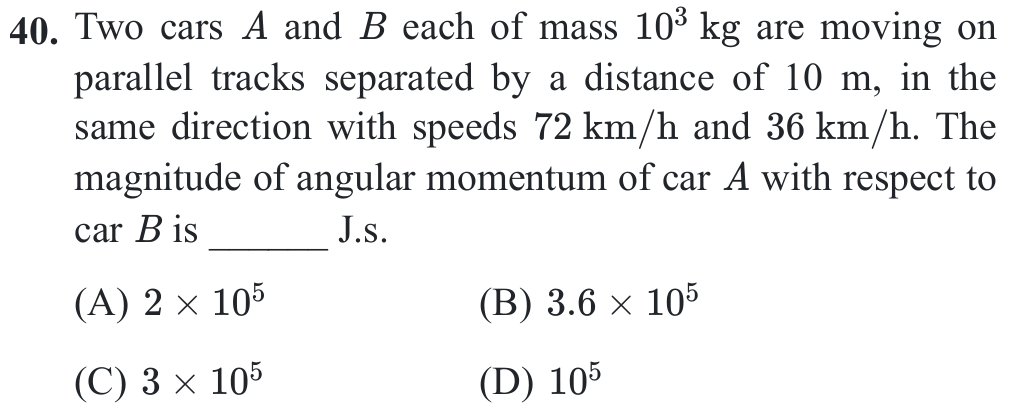 40. Two cars A and B each of mass 10³ kg are moving on
parallel tracks separated by a distance of 10 m, in the
same direction with speeds 72 km/h and 36 km/h. The
magnitude of angular momentum of car A with respect to
car B is ______ J.s.
(A) 2 × 10⁵ (B) 3.6 × 10⁵
(C) 3 × 10⁵ (D) 10⁵